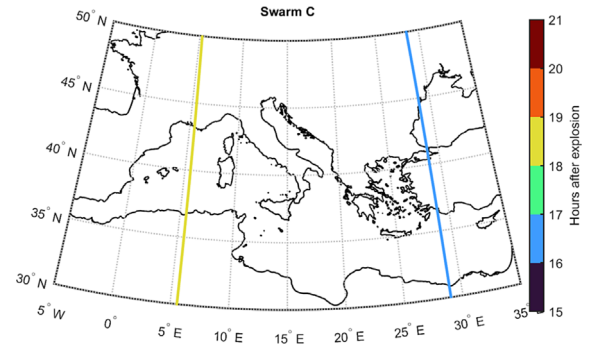 Swarm C
50° N
45° N
40° N
35° N
30° N
5° W
0°
5° E
10° E
15° E
20° E
25° E
30° E
35°
21
20
19
18
17
16
15
Hours after explosion